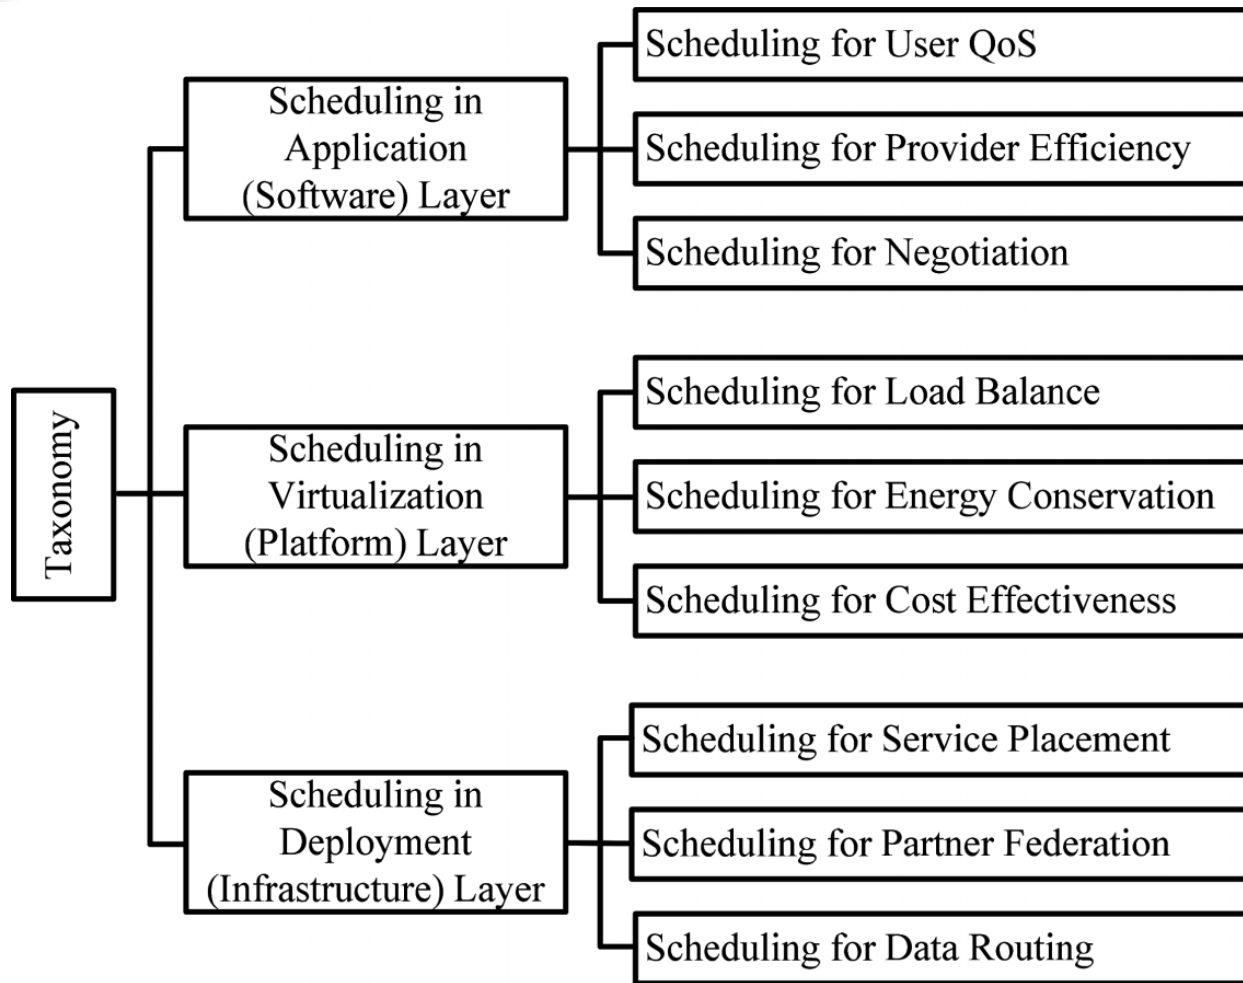 Taxonomy
Scheduling in
Application
(Software) Layer
Scheduling for User QoS
Scheduling for Provider Efficiency
Scheduling for Negotiation
Scheduling in
Virtualization
(Platform) Layer
Scheduling for Load Balance
Scheduling for Energy Conservation
Scheduling for Cost Effectiveness
Scheduling in
Deployment
(Infrastructure) Layer
Scheduling for Service Placement
Scheduling for Partner Federation
Scheduling for Data Routing